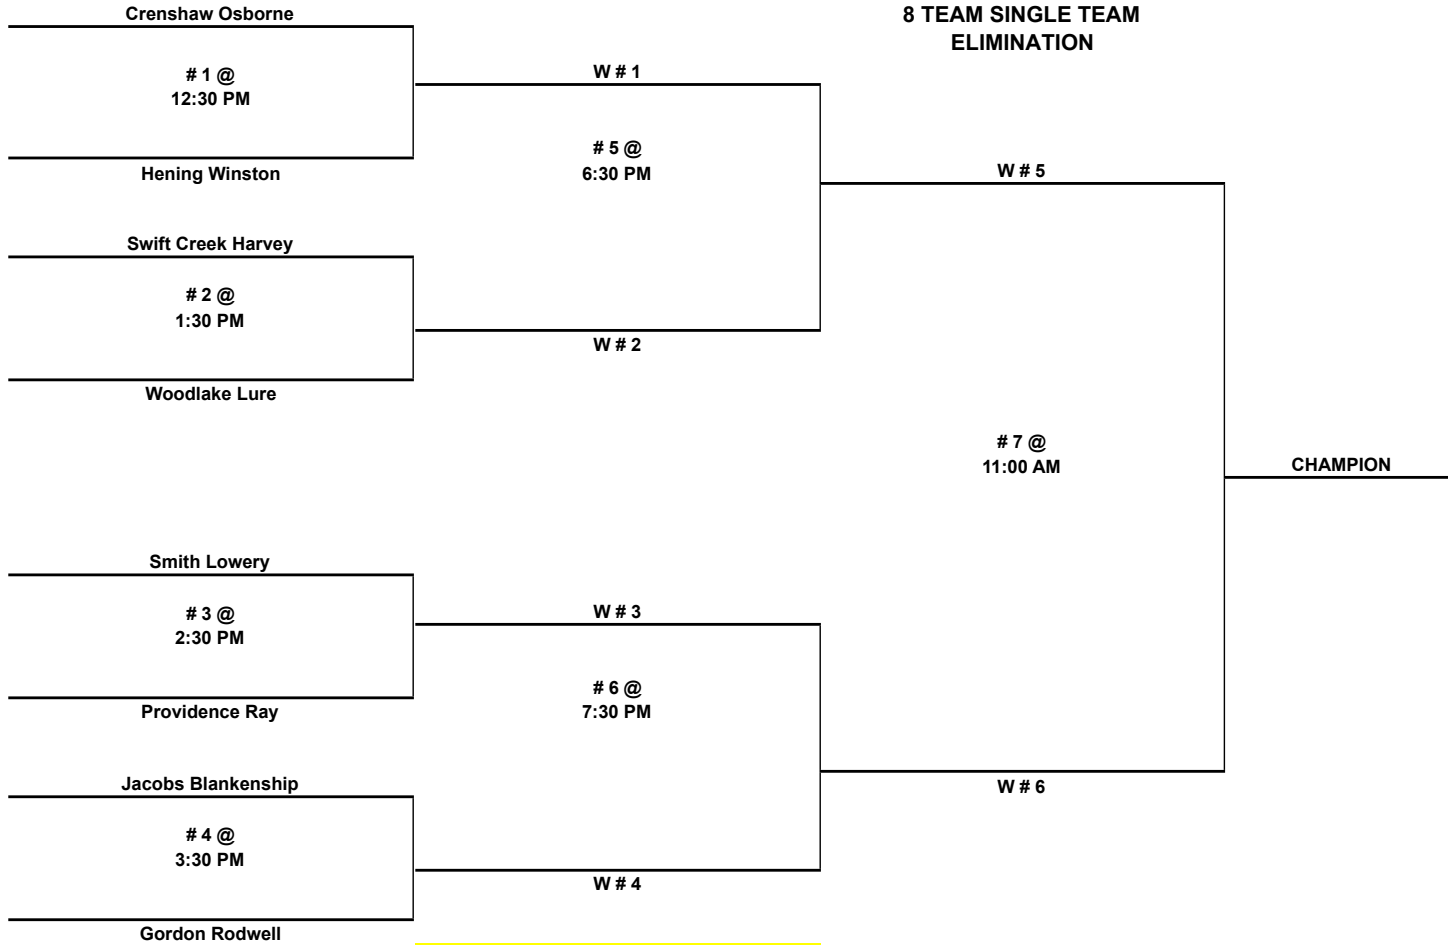 Crenshaw Osborne
8 TEAM SINGLE TEAM
ELIMINATION
# 1 @
12:30 PM
W # 1
Hening Winston
# 5 @
6:30 PM
W # 5
Swift Creek Harvey
# 2 @
1:30 PM
W # 2
Woodlake Lure
# 7 @
11:00 AM
CHAMPION
Smith Lowery
# 3 @
2:30 PM
W # 3
Providence Ray
# 6 @
7:30 PM
W # 6
Jacobs Blankenship
# 4 @
3:30 PM
W # 4
Gordon Rodwell